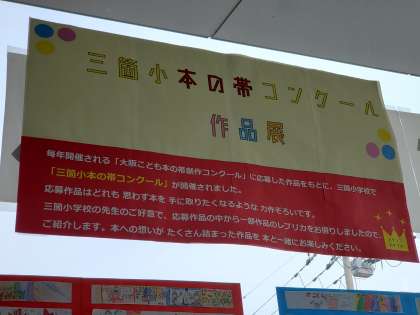 三箇小本の帯コンクール
作品展
毎年開催される「大阪こども本の帯創作コンクール」に応募した作品をもとに、三箇小学校で
「三箇小本の帯コンクール」が開催されました。
応募作品はどれも 思わず本を 手に取りたくなるような 力作ぞろいです。
三箇小学校の先生のご好意で、応募作品の中から一部作品のレプリカをお借りしましたので
ご紹介します。本への想いが たくさん詰まった作品を 本と一緒にお楽しみください。